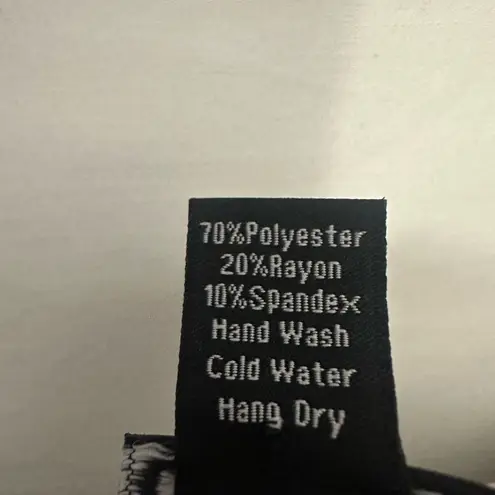 70%Polyester
20%Rayon
10%Spandex
Hand Wash
Cold Water
Hang Dry